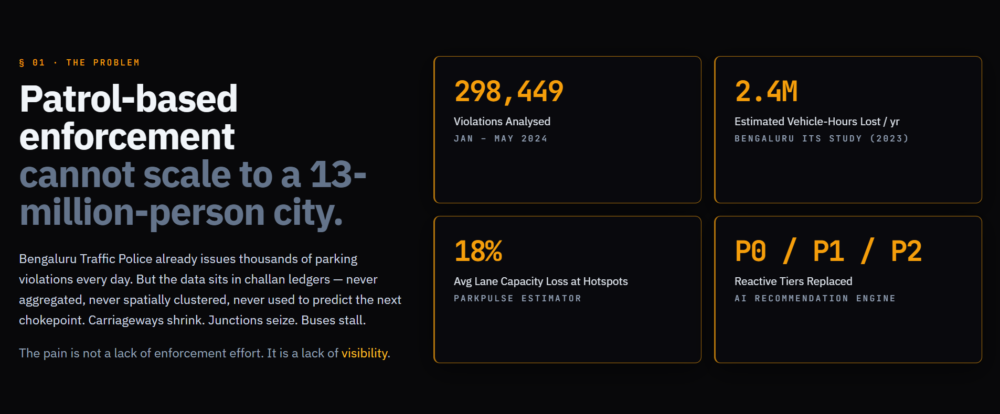 § 01 · THE PROBLEM
Patrol-based
enforcement
cannot scale to a 13-
million-person city.
Bengaluru Traffic Police already issues thousands of parking
violations every day. But the data sits in challan ledgers — never
aggregated, never spatially clustered, never used to predict the next
chokepoint. Carriageways shrink. Junctions seize. Buses stall.
The pain is not a lack of enforcement effort. It is a lack of visibility.
298,449
Violations Analysed
JAN – MAY 2024
2.4M
Estimated Vehicle-Hours Lost / yr
BENGALURU ITS STUDY (2023)
18%
Avg Lane Capacity Loss at Hotspots
PARKPULSE ESTIMATOR
P0 / P1 / P2
Reactive Tiers Replaced
AI RECOMMENDATION ENGINE